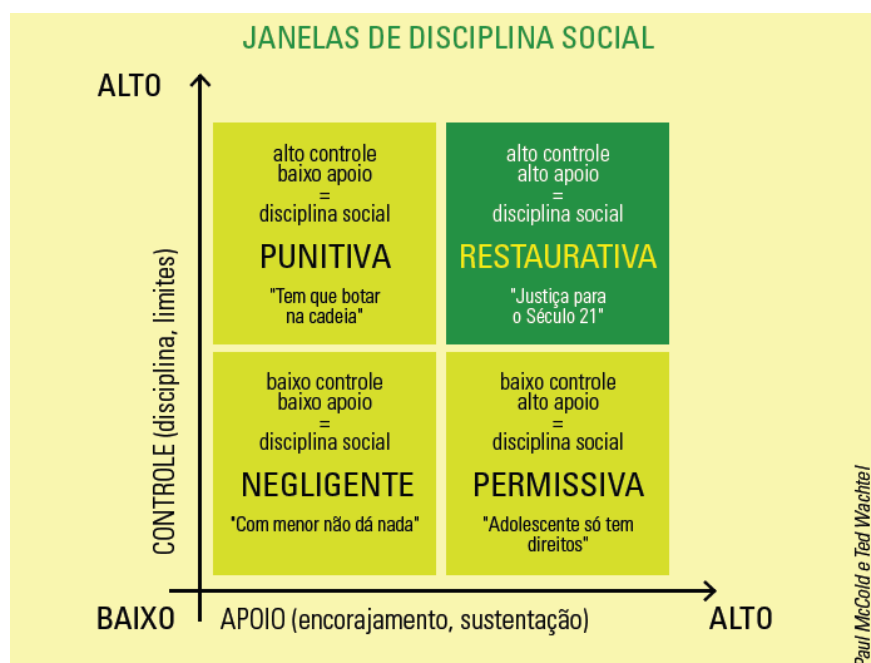 JANELAS DE DISCIPLINA SOCIAL
ALTO
CONTROLE (disciplina, limites)
alto controle
baixo apoio
=
disciplina social
PUNITIVA
"Tem que botar
na cadeia"
alto controle
alto apoio
=
disciplina social
RESTAURATIVA
"Justiça para
o Século 21"
baixo controle
baixo apoio
=
disciplina social
NEGLIGENTE
"Com menor não dá nada"
baixo controle
alto apoio
=
disciplina social
PERMISSIVA
"Adolescente só tem
direitos"
BAIXO
APOIO (encorajamento, sustentação)
ALTO
Paul McCold e Ted Wachtel